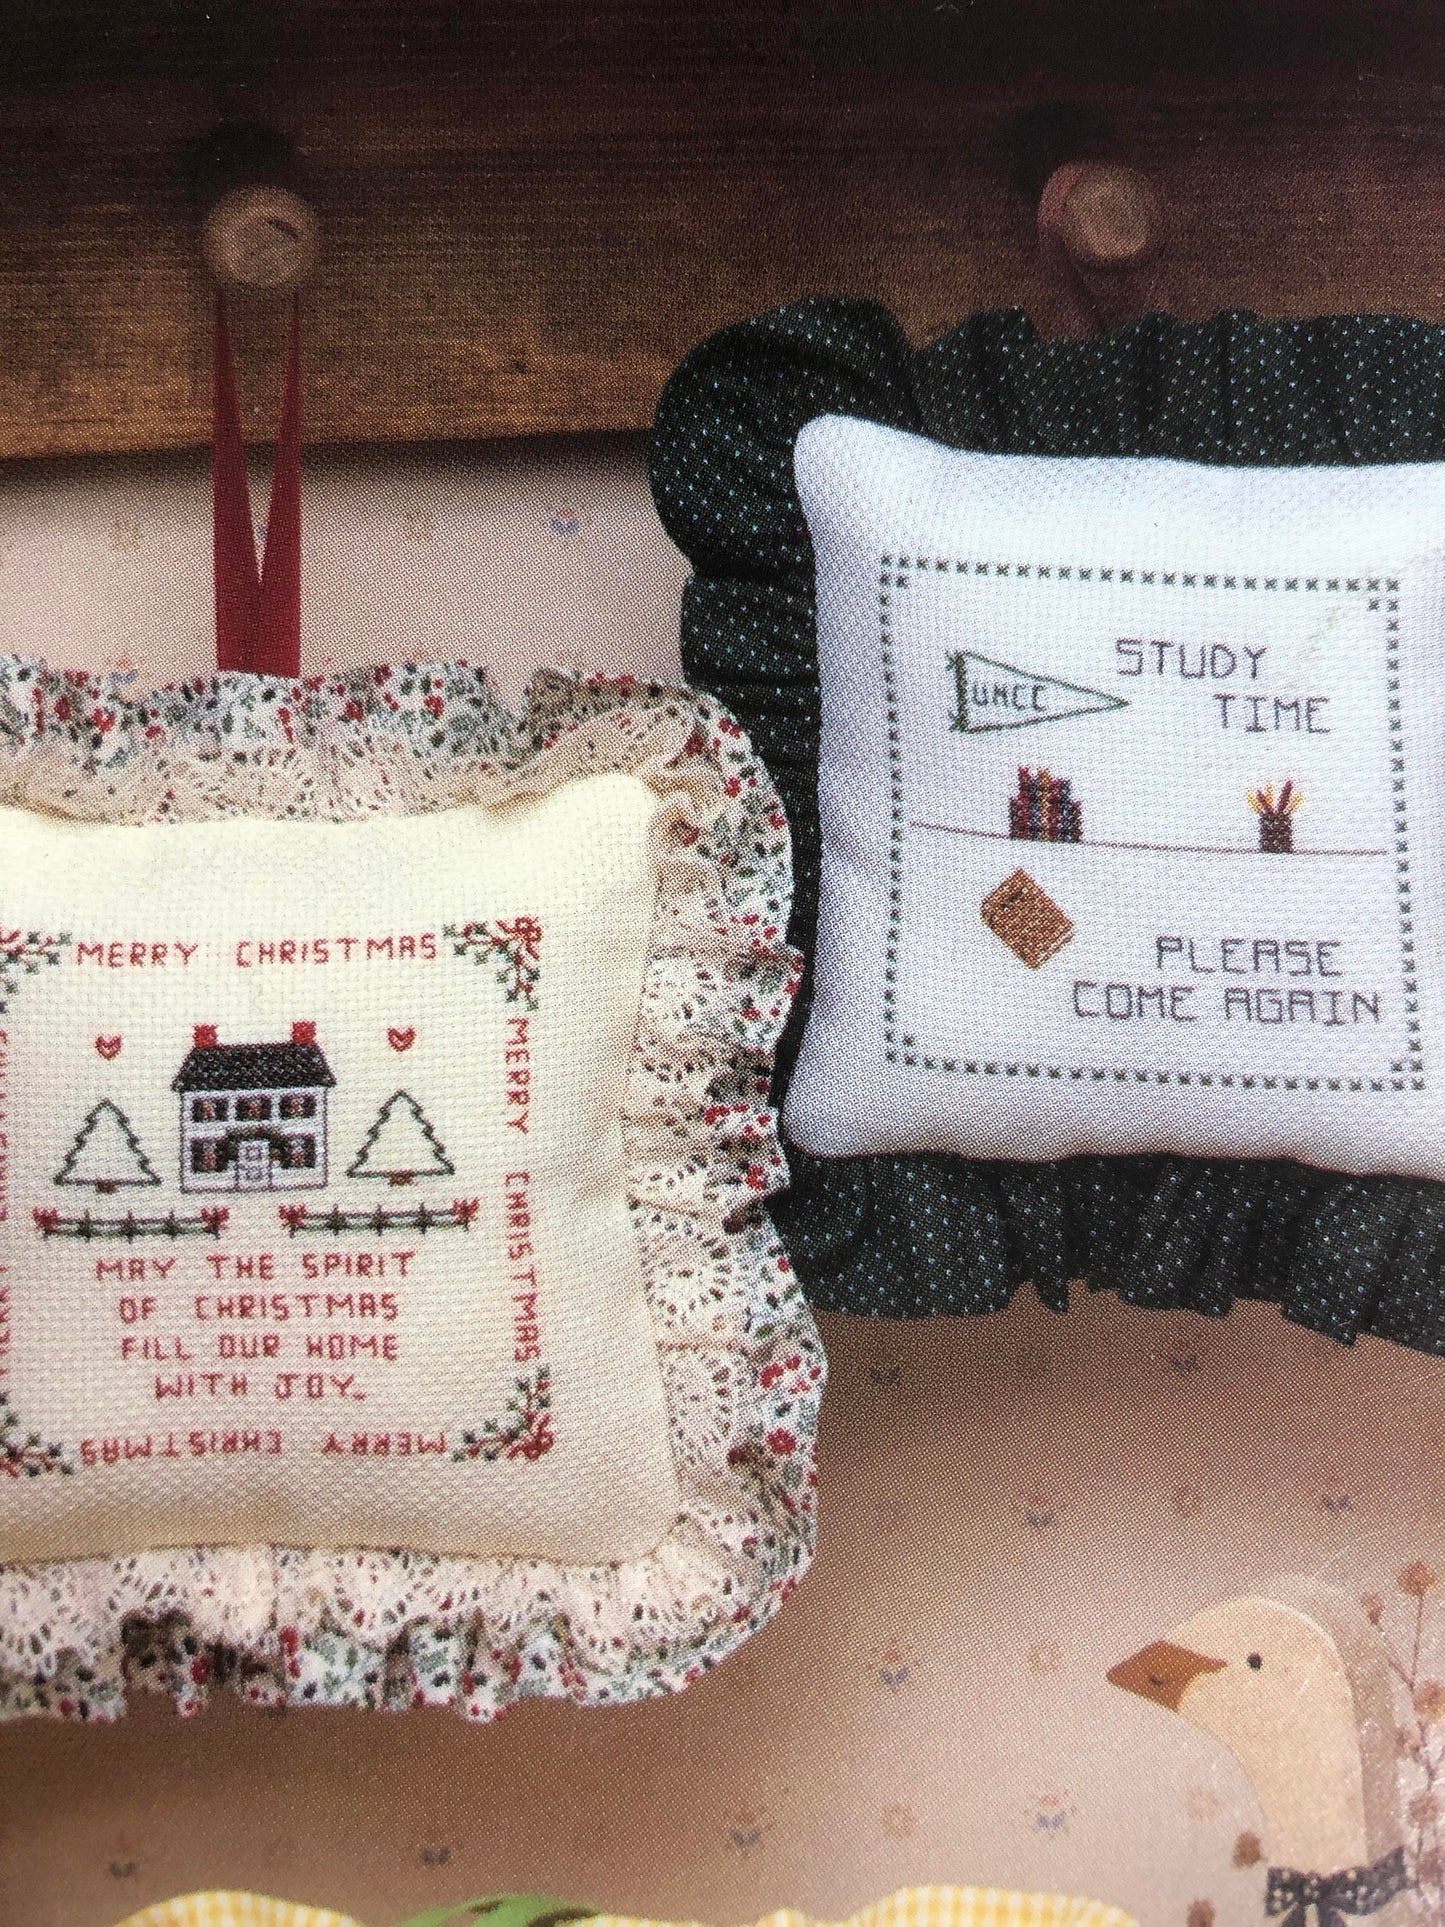 MERRY CHRISTMAS
MERRY CHRISTMAS
MAY THE SPIRIT
OF CHRISTMAS
FILL OUR HOME
WITH JOY.
MERRY CHRISTMAS
STUDY
TIME
UNCC
PLEASE
COME AGAIN